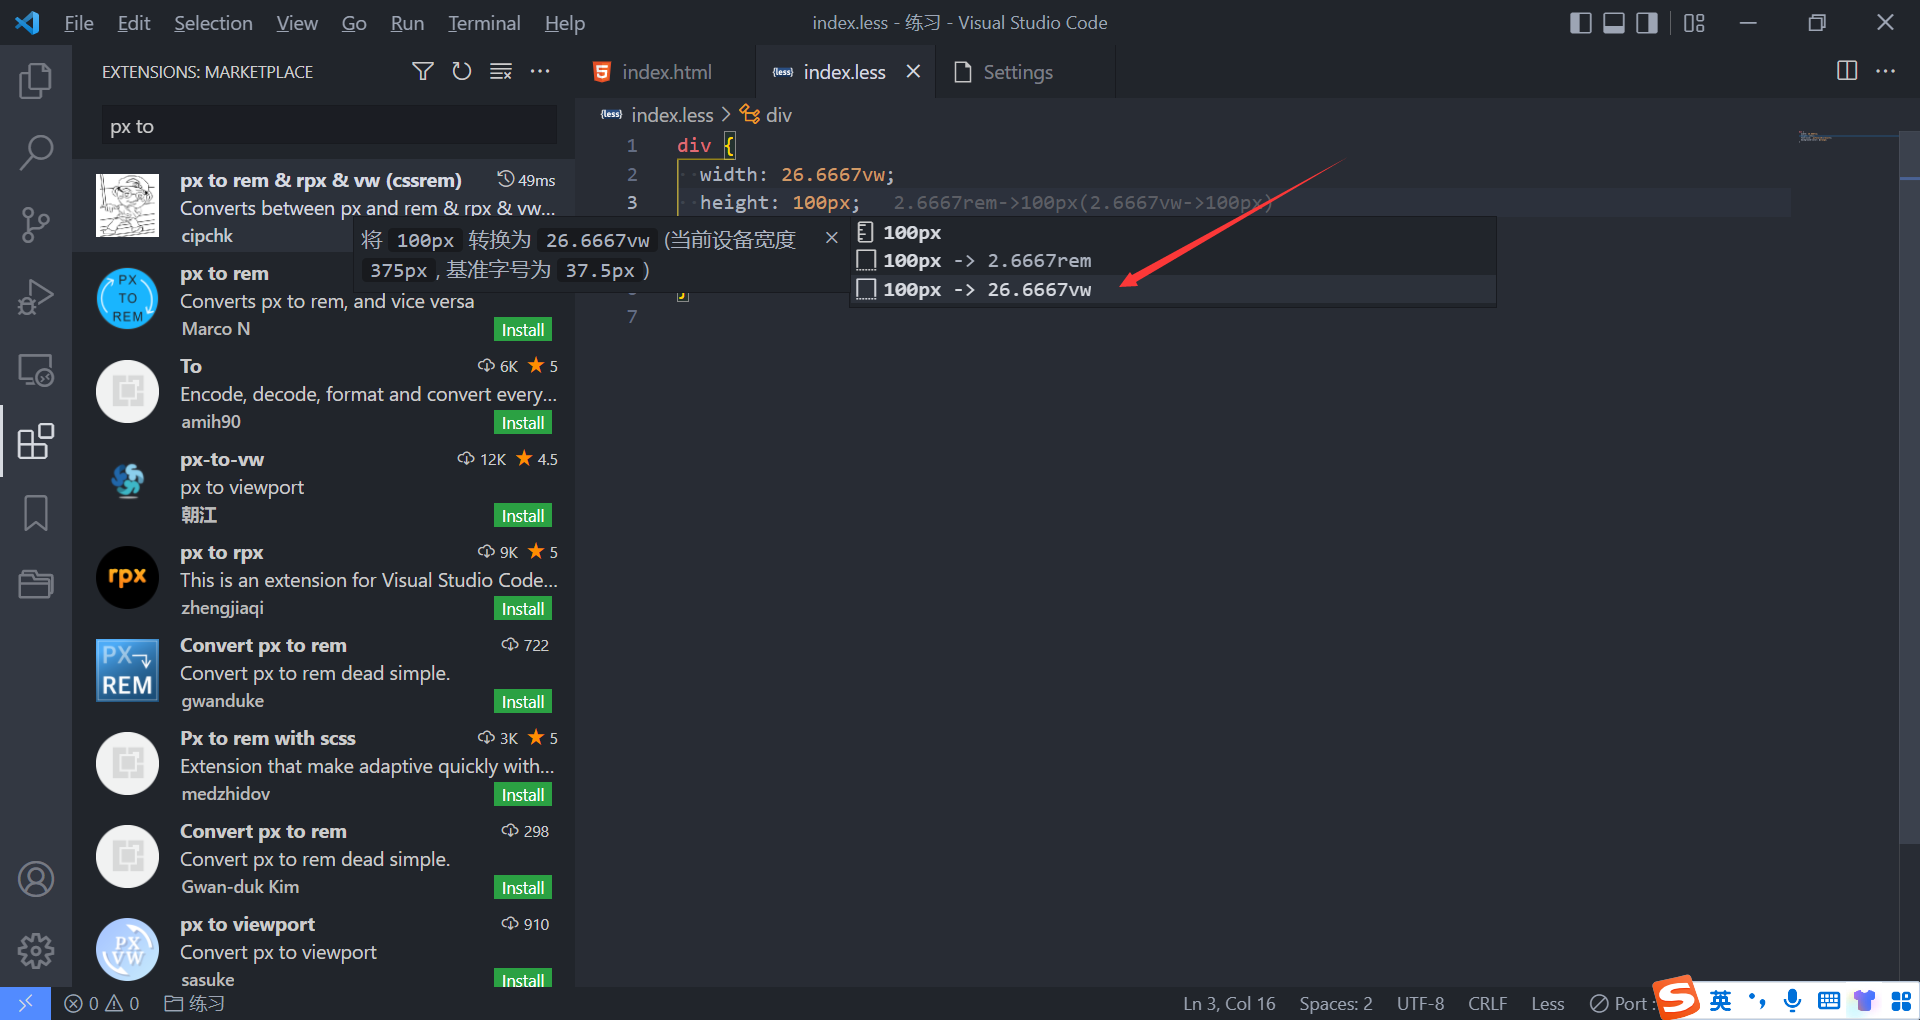 File Edit Selection View Go Run Terminal Help
index.less - 练习 - Visual Studio Code
EXTENSIONS: MARKETPLACE
px to
px to rem & rpx & vw (cssrem) 49ms
Converts between px and rem & rpx & vw...
cipchk
px to rem
Converts px to rem, and vice versa
Marco N Install
To 6K 5
Encode, decode, format and convert every...
amih90 Install
px-to-vw 12K 4.5
px to viewport
朝江 Install
px to rpx 9K 5
This is an extension for Visual Studio Code...
zhengjiaqi Install
Convert px to rem 722
Convert px to rem dead simple.
gwanduke Install
Px to rem with scss 3K 5
Extension that make adaptive quickly with...
medzhidov Install
Convert px to rem 298
Convert px to rem dead simple.
Gwan-duk Kim Install
px to viewport 910
Convert px to viewport
sasuke Install
PX
TO
REM
rpx
PX
REM
PX
VW
index.html index.less Settings
{less} index.less > div
1 div {
2 width: 26.6667vw;
3 height: 100px; 2.6667rem->100px(2.6667vw->100px)
}
7
将 100px 转换为 26.6667vw (当前设备宽度
375px, 基准字号为 37.5px)
100px
100px -> 2.6667rem
100px -> 26.6667vw
0 0 练习
Ln 3, Col 16 Spaces: 2 UTF-8 CRLF Less Port :
S 英